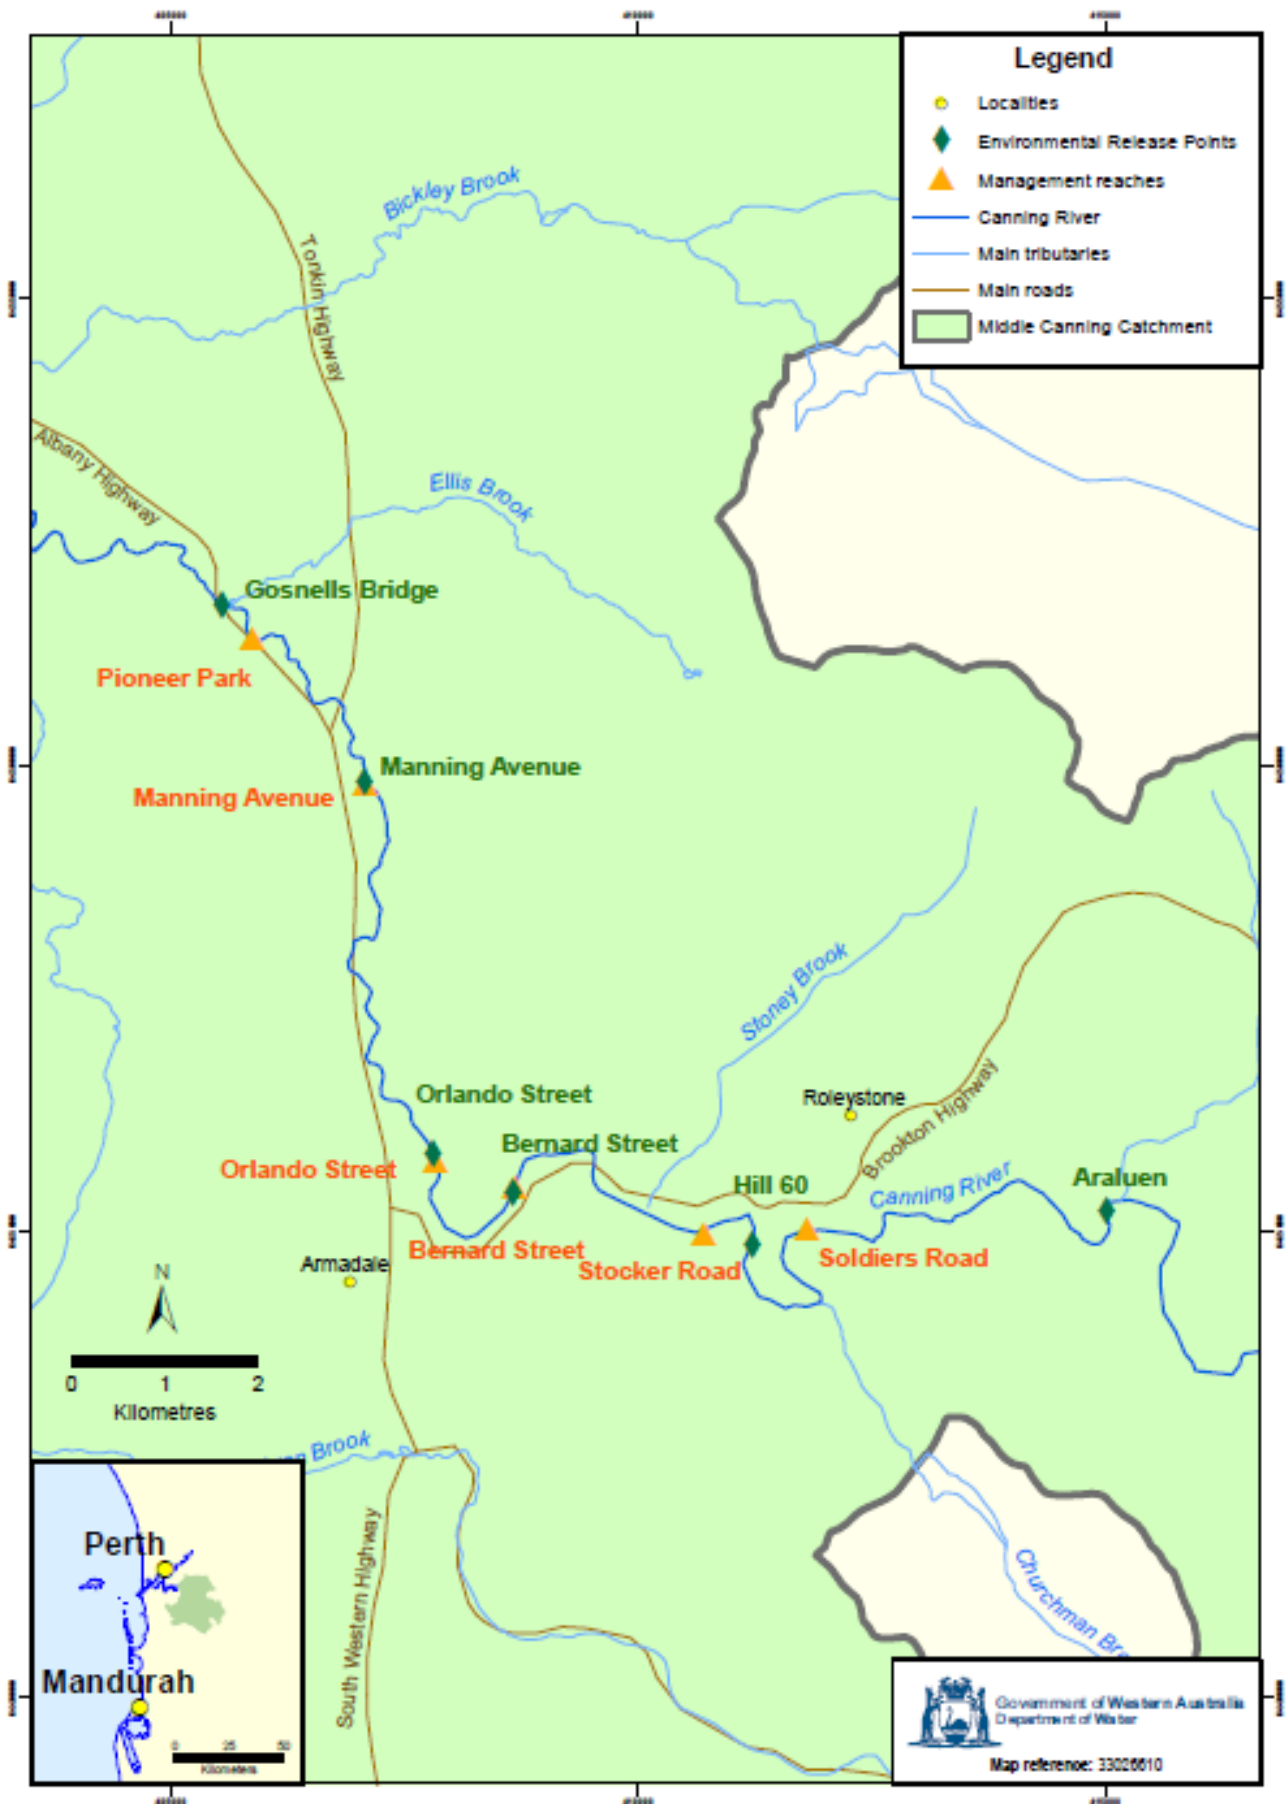 Legend
Localities
Environmental Release Points
Management reaches
Canning River
Main tributaries
Main roads
Middle Canning Catchment
Bickley Brook
Tonkin Highway
Albany Highway
Ellis Brook
Gosnells Bridge
Pioneer Park
Manning Avenue
Manning Avenue
Stoney Brook
Orlando Street
Roleystone
Brookton Highway
Bernard Street
Orlando Street
Hill 60
Canning River
Araluen
Bernard Street
Stocker Road
Soldiers Road
Armadale
N
0 1 2
Kilometres
Brook
South Western Highway
Churchman Br
Perth
Mandurah
0 25 50
Kilometers
Government of Western Australia
Department of Water
Map reference: 33026610